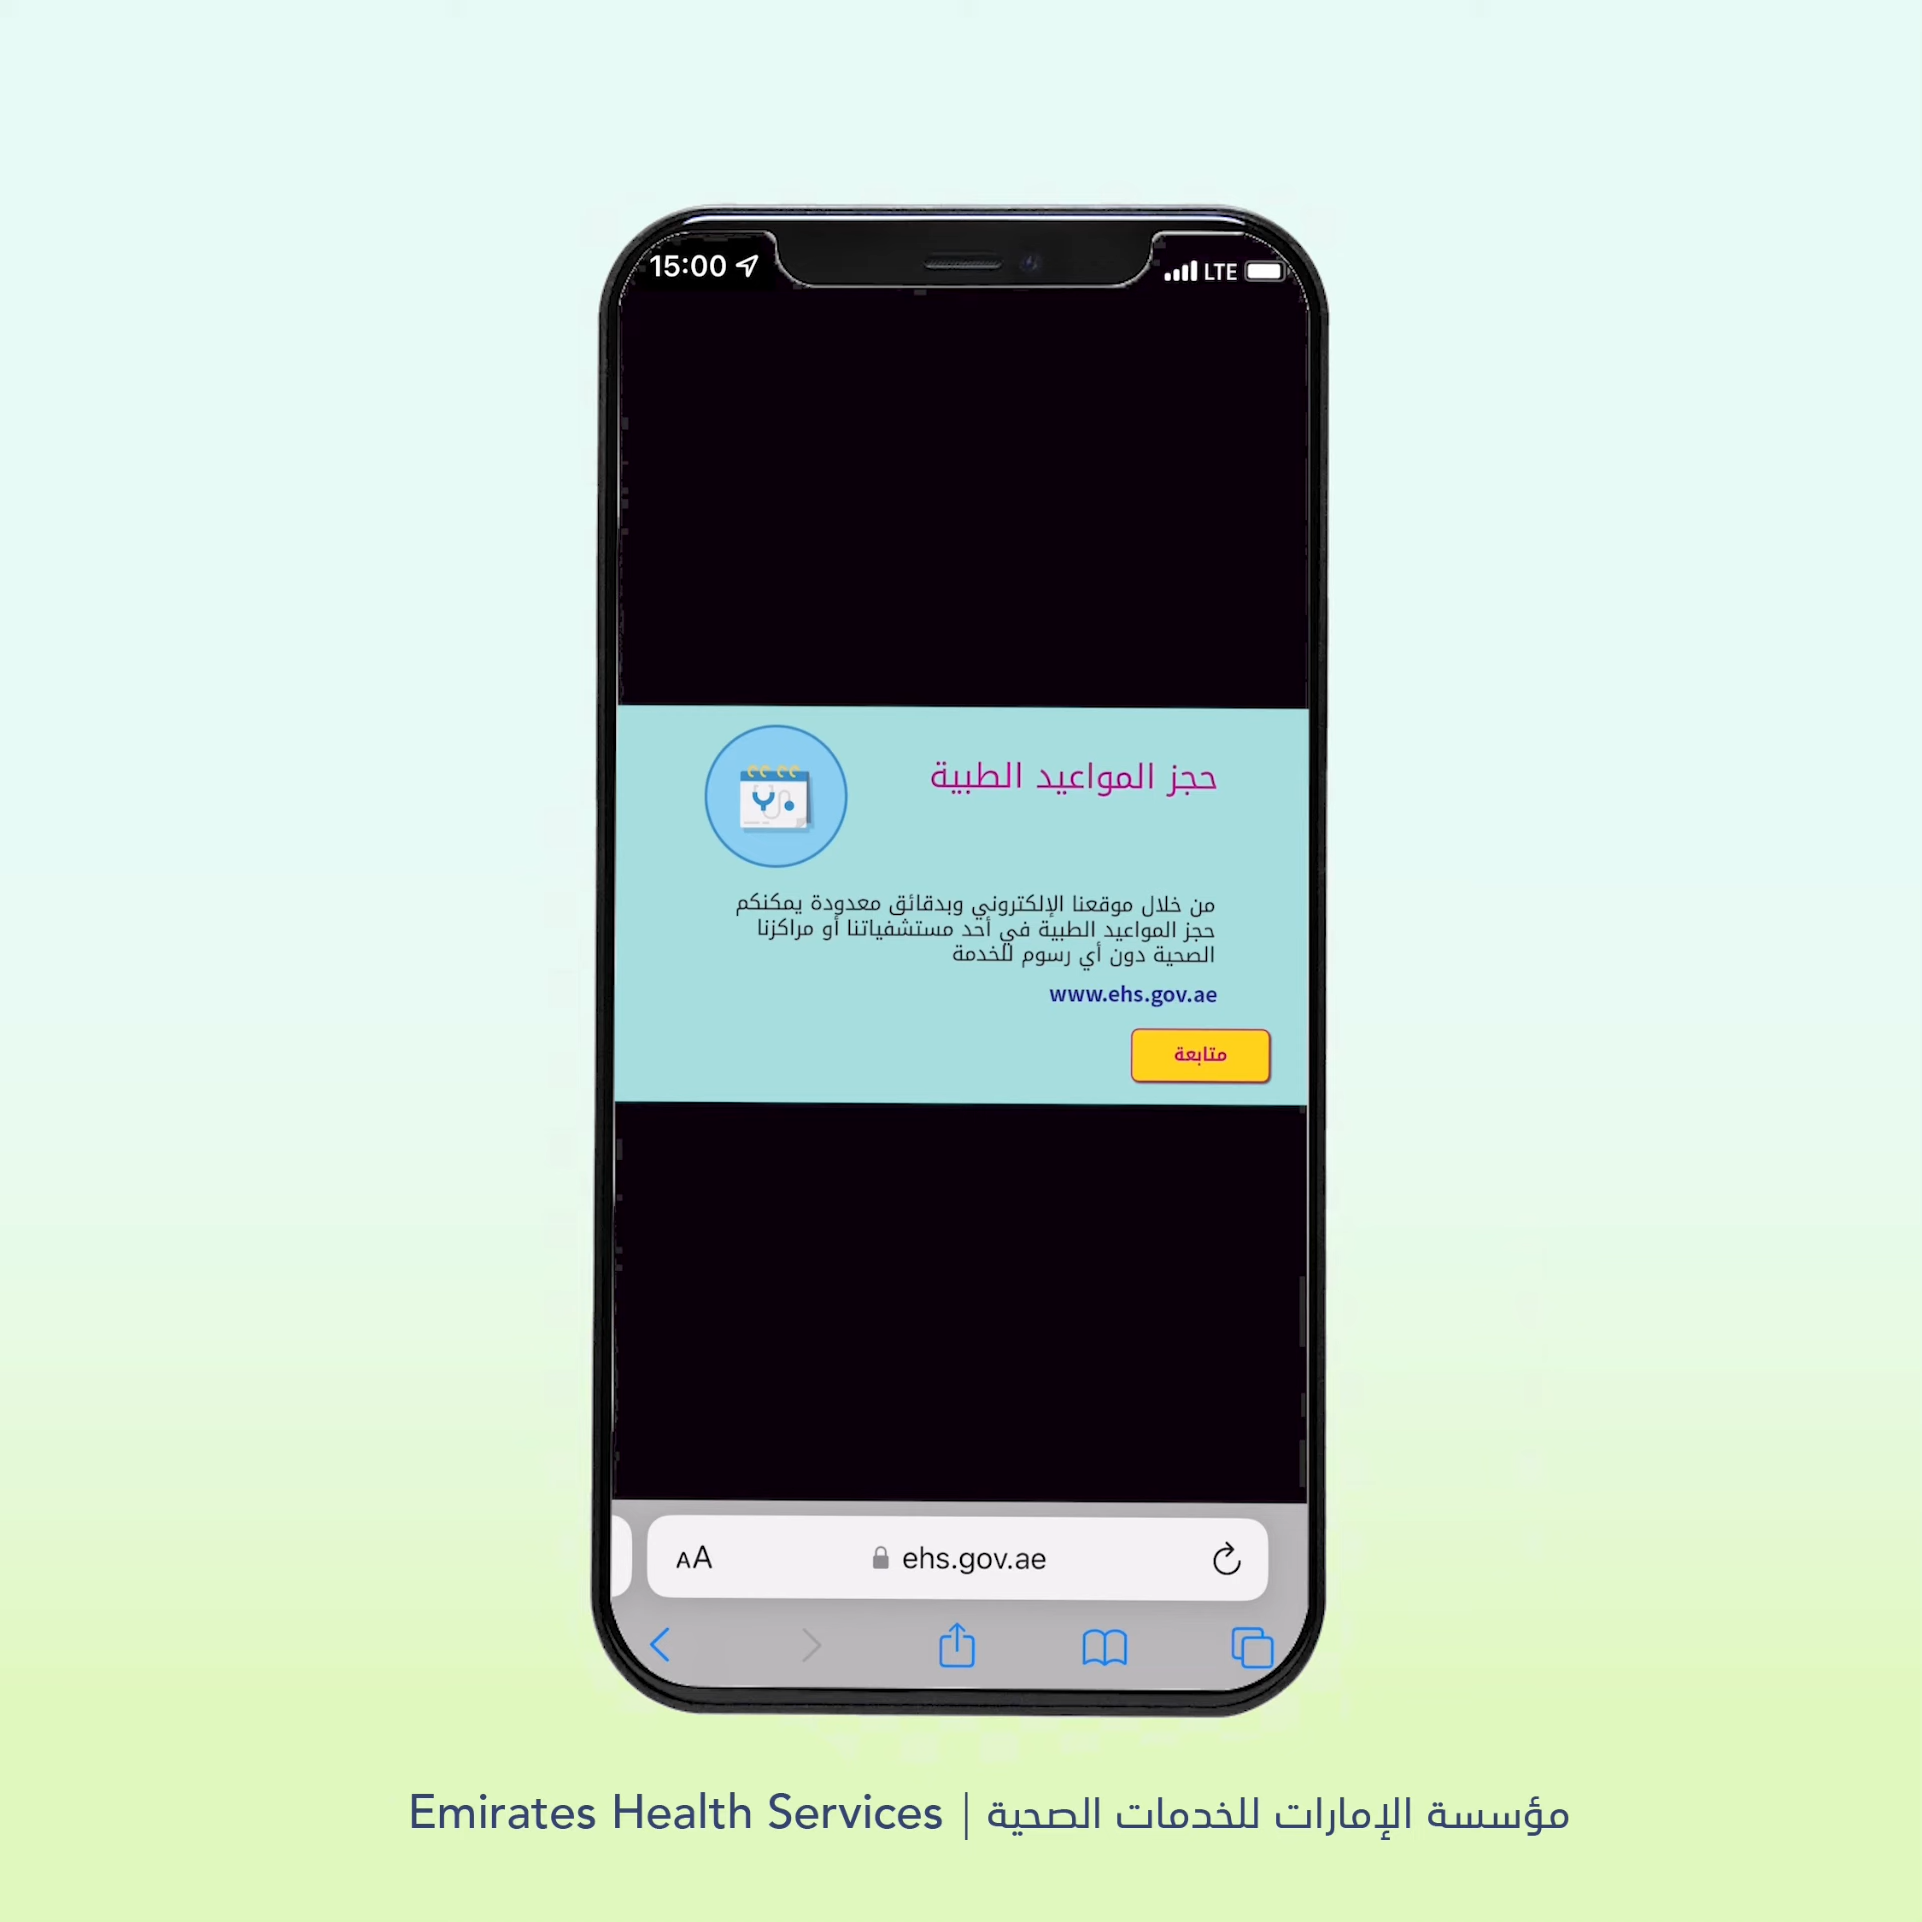 15:00
LTE
حجز المواعيد الطبية
من خلال موقعنا الإلكتروني وبدقائق معدودة يمكنكم
حجز المواعيد الطبية في أحد مستشفياتنا أو مراكزنا
الصحية دون أي رسوم للخدمة
www.ehs.gov.ae
متابعة
AA
ehs.gov.ae
Emirates Health Services | مؤسسة الإمارات للخدمات الصحية